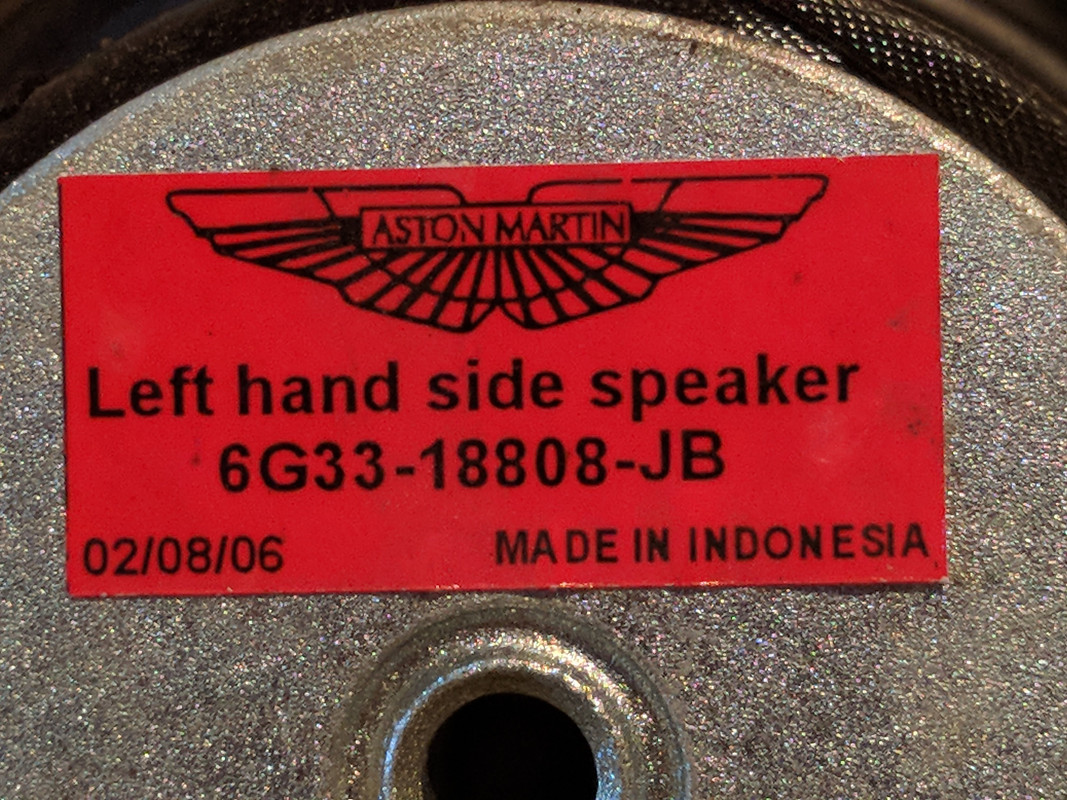 ASTON MARTIN
Left hand side speaker
6G33-18808-JB
02/08/06 MADE IN INDONESIA